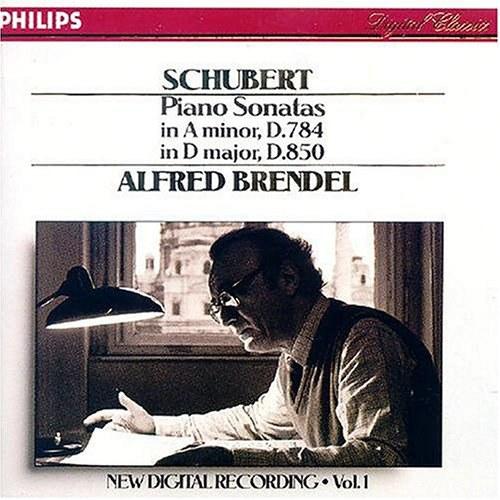 PHILIPS
Digital Classics
SCHUBERT
Piano Sonatas
in A minor, D.784
in D major, D.850
ALFRED BRENDEL
NEW DIGITAL RECORDING • Vol.1